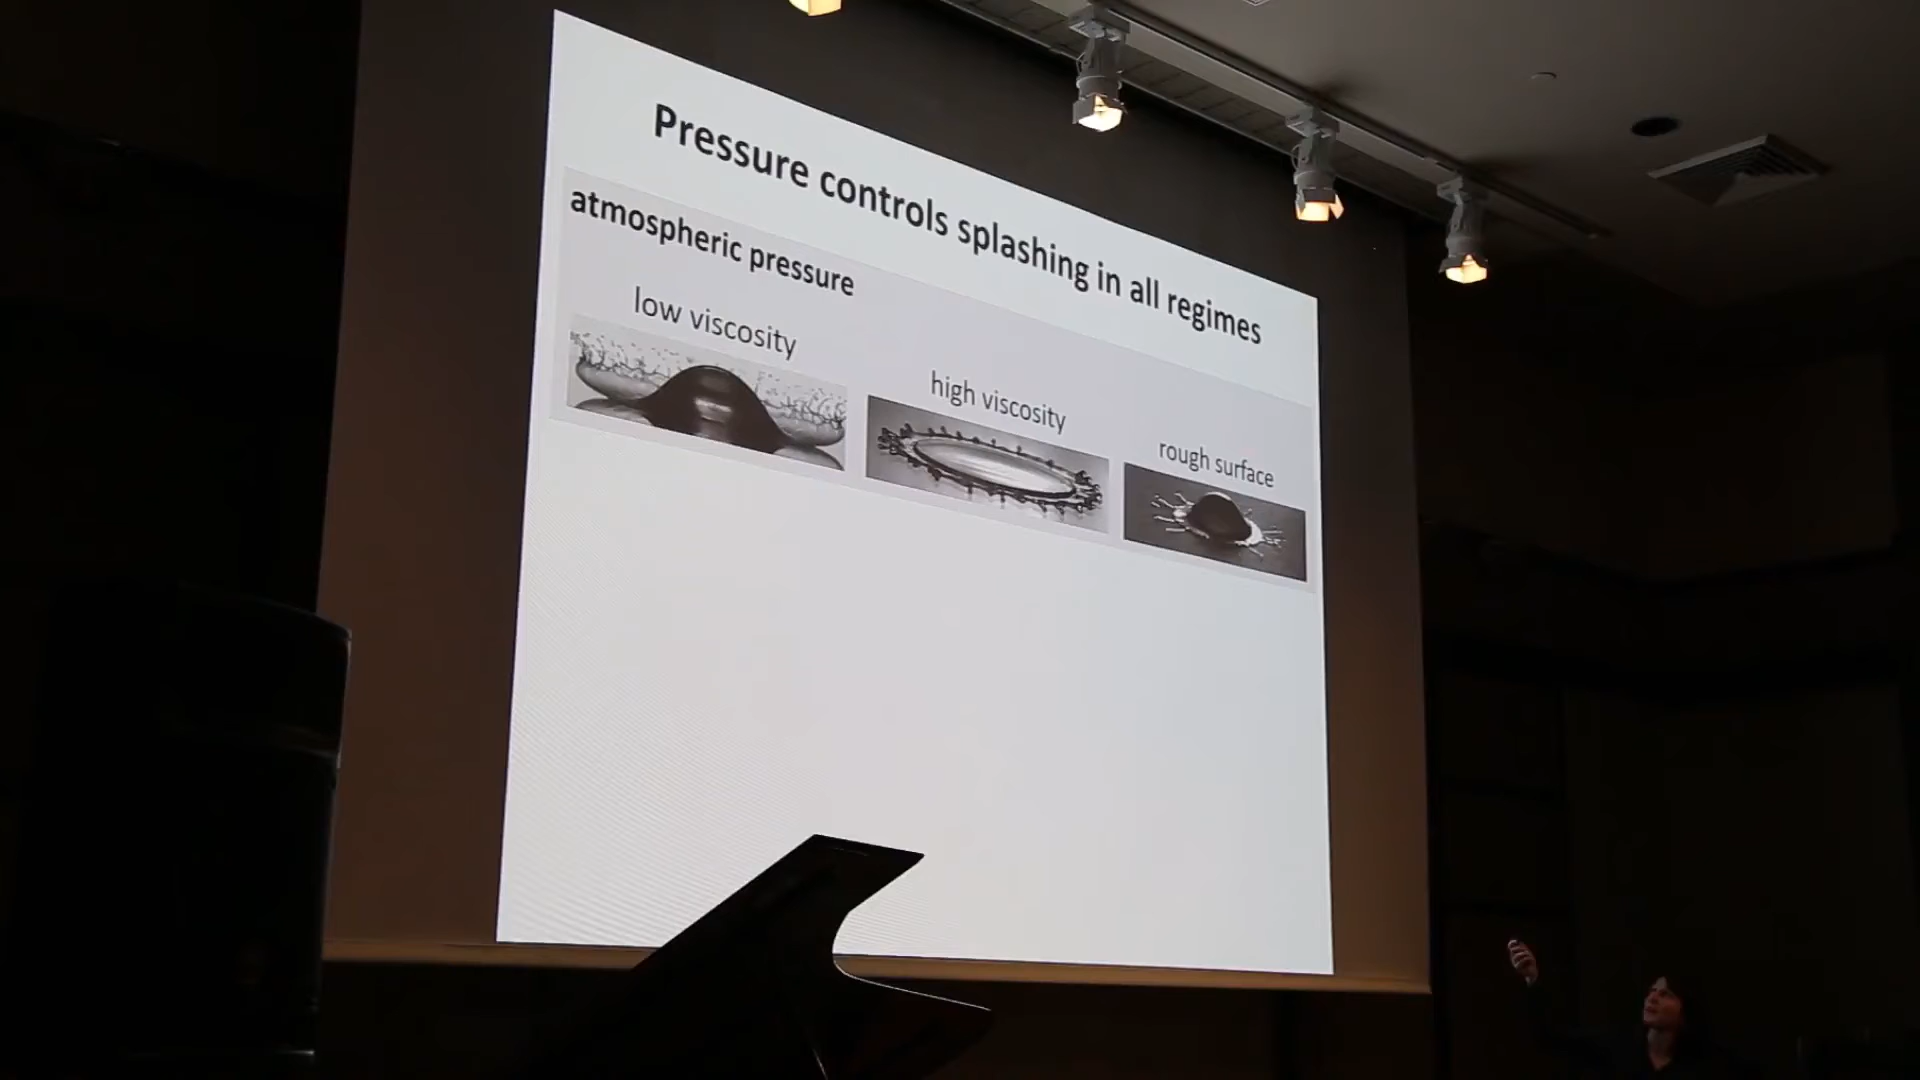 Pressure controls splashing in all regimes
atmospheric pressure
low viscosity
high viscosity
rough surface